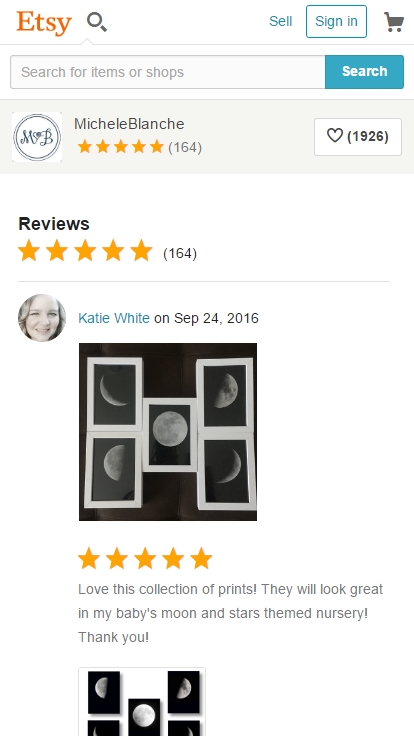 Etsy
Sell
Sign in
Search for items or shops
Search
MB
MicheleBlanche
(164)
(1926)
Reviews
(164)
Katie White on Sep 24, 2016
Love this collection of prints! They will look great
in my baby's moon and stars themed nursery!
Thank you!